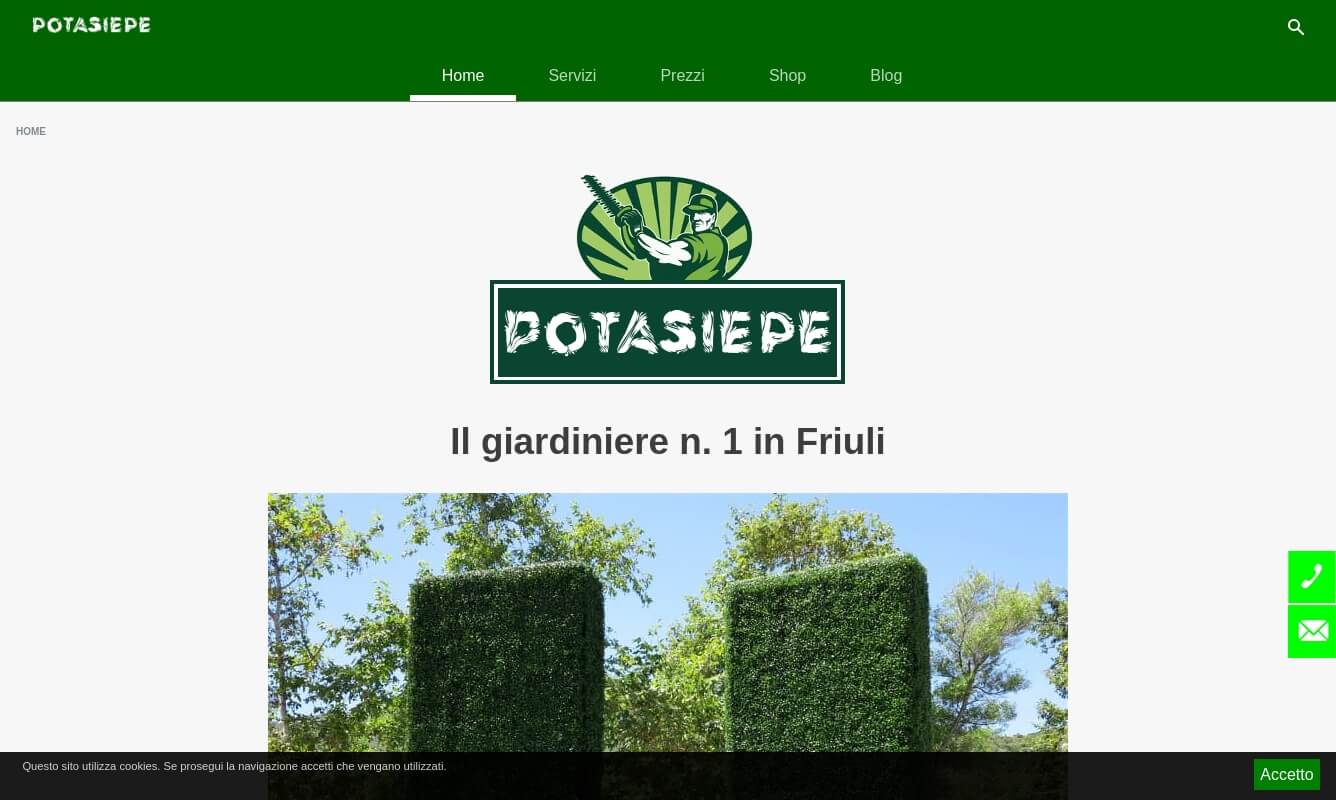 POTASIEPE
Home Servizi Prezzi Shop Blog
HOME
POTASIEPE
Il giardiniere n. 1 in Friuli
Questo sito utilizza cookies. Se prosegui la navigazione accetti che vengano utilizzati.
Accetto